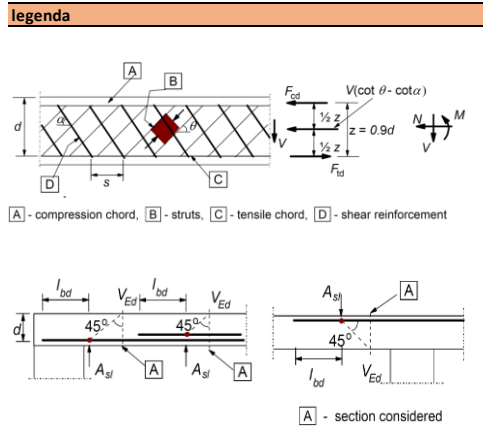 legenda
A
B
F_cd
V(cot θ - cotα)
α
θ
d
V
½ z
z = 0.9d
½ z
N
M
V
F_td
D
s
C
A - compression chord, B - struts, C - tensile chord, D - shear reinforcement
l_bd
V_Ed
l_bd
V_Ed
d
45°
45°
A_sl
A
A_sl
A
A_sl
A
45°
l_bd
V_Ed
A - section considered